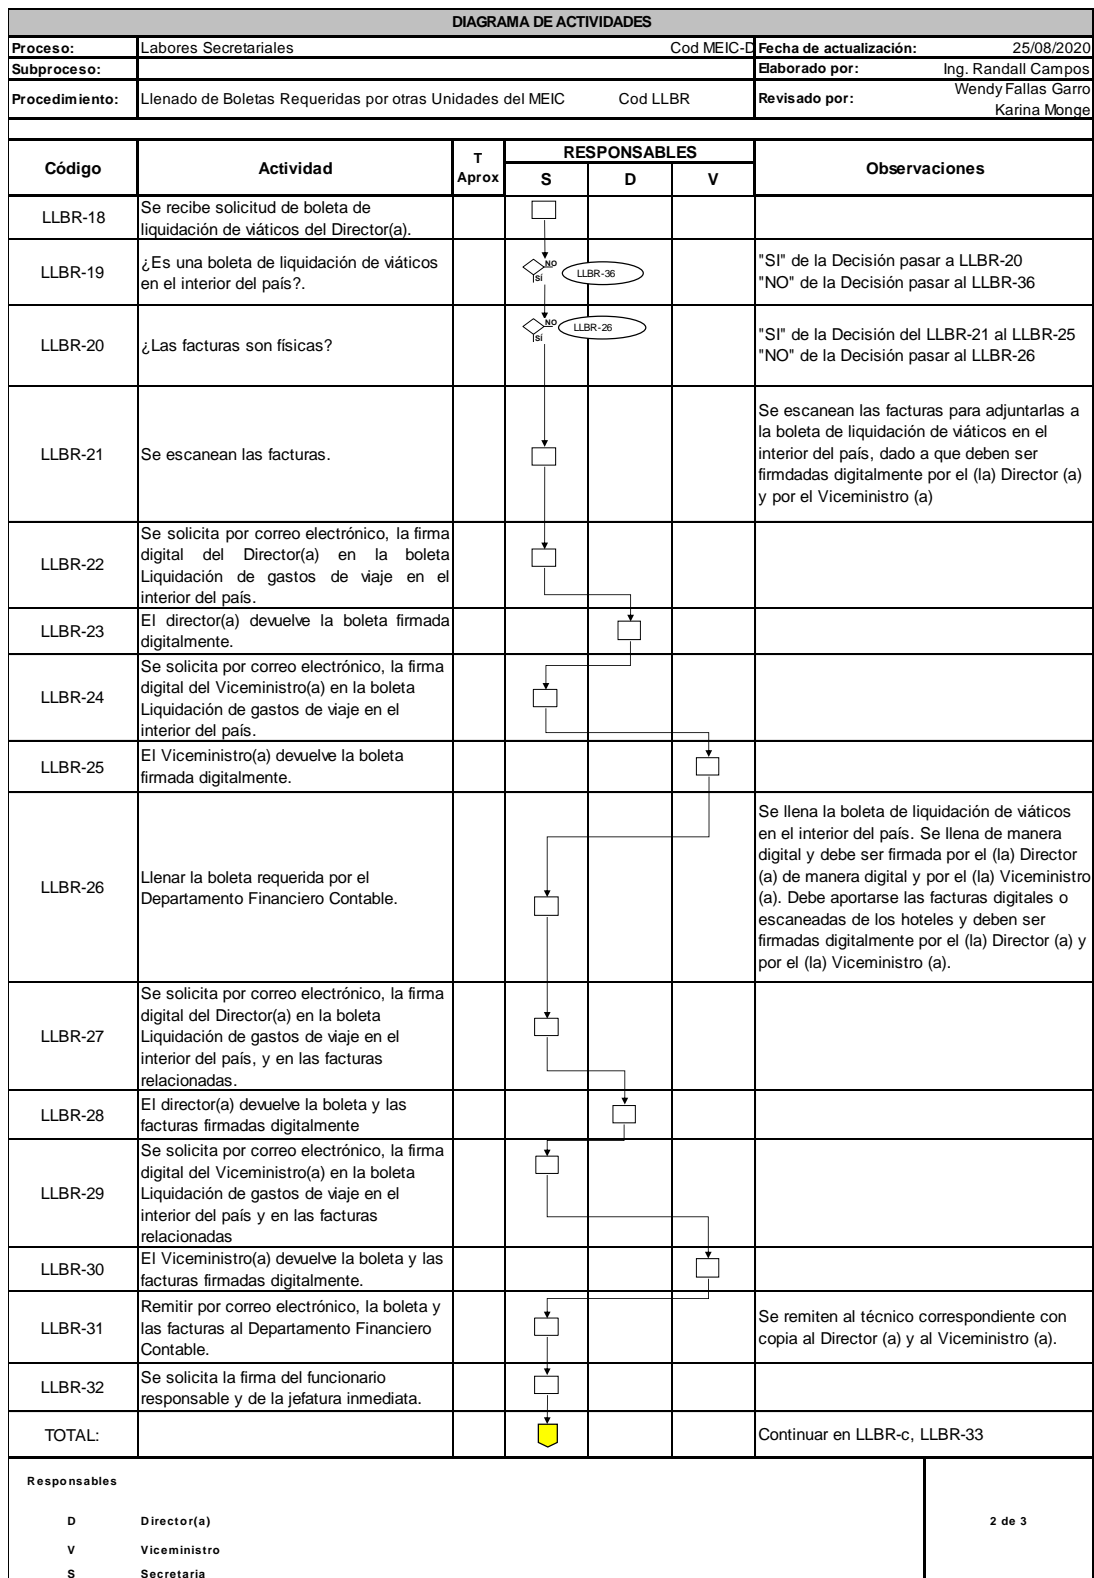 DIAGRAMA DE ACTIVIDADES
Proceso: Labores Secretariales Cod MEIC-D Fecha de actualización: 25/08/2020
Subproceso: Elaborado por: Ing. Randall Campos
Procedimiento: Llenado de Boletas Requeridas por otras Unidades del MEIC Cod LLBR Revisado por: Wendy Fallas Garro
Karina Monge
Código Actividad T Aprox RESPONSABLES Observaciones
S D V
LLBR-18
Se recibe solicitud de boleta de
liquidación de viáticos del Director(a).
LLBR-19
¿Es una boleta de liquidación de viáticos
en el interior del país?.
NO
SÍ
LLBR-36
"SI" de la Decisión pasar a LLBR-20
"NO" de la Decisión pasar al LLBR-36
LLBR-20
¿Las facturas son físicas?
NO
SÍ
LLBR-26
"SI" de la Decisión del LLBR-21 al LLBR-25
"NO" de la Decisión pasar al LLBR-26
LLBR-21
Se escanean las facturas.
Se escanean las facturas para adjuntarlas a
la boleta de liquidación de viáticos en el
interior del país, dado a que deben ser
firmdadas digitalmente por el (la) Director (a)
y por el Viceministro (a)
LLBR-22
Se solicita por correo electrónico, la firma
digital del Director(a) en la boleta
Liquidación de gastos de viaje en el
interior del país.
LLBR-23
El director(a) devuelve la boleta firmada
digitalmente.
LLBR-24
Se solicita por correo electrónico, la firma
digital del Viceministro(a) en la boleta
Liquidación de gastos de viaje en el
interior del país.
LLBR-25
El Viceministro(a) devuelve la boleta
firmada digitalmente.
LLBR-26
Llenar la boleta requerida por el
Departamento Financiero Contable.
Se llena la boleta de liquidación de viáticos
en el interior del país. Se llena de manera
digital y debe ser firmada por el (la) Director
(a) de manera digital y por el (la) Viceministro
(a). Debe aportarse las facturas digitales o
escaneadas de los hoteles y deben ser
firmadas digitalmente por el (la) Director (a) y
por el (la) Viceministro (a).
LLBR-27
Se solicita por correo electrónico, la firma
digital del Director(a) en la boleta
Liquidación de gastos de viaje en el
interior del país, y en las facturas
relacionadas.
LLBR-28
El director(a) devuelve la boleta y las
facturas firmadas digitalmente
LLBR-29
Se solicita por correo electrónico, la firma
digital del Viceministro(a) en la boleta
Liquidación de gastos de viaje en el
interior del país y en las facturas
relacionadas
LLBR-30
El Viceministro(a) devuelve la boleta y las
facturas firmadas digitalmente.
LLBR-31
Remitir por correo electrónico, la boleta y
las facturas al Departamento Financiero
Contable.
Se remiten al técnico correspondiente con
copia al Director (a) y al Viceministro (a).
LLBR-32
Se solicita la firma del funcionario
responsable y de la jefatura inmediata.
TOTAL:
Continuar en LLBR-c, LLBR-33
Responsables
D Director(a)
2 de 3
V Viceministro
S Secretaria